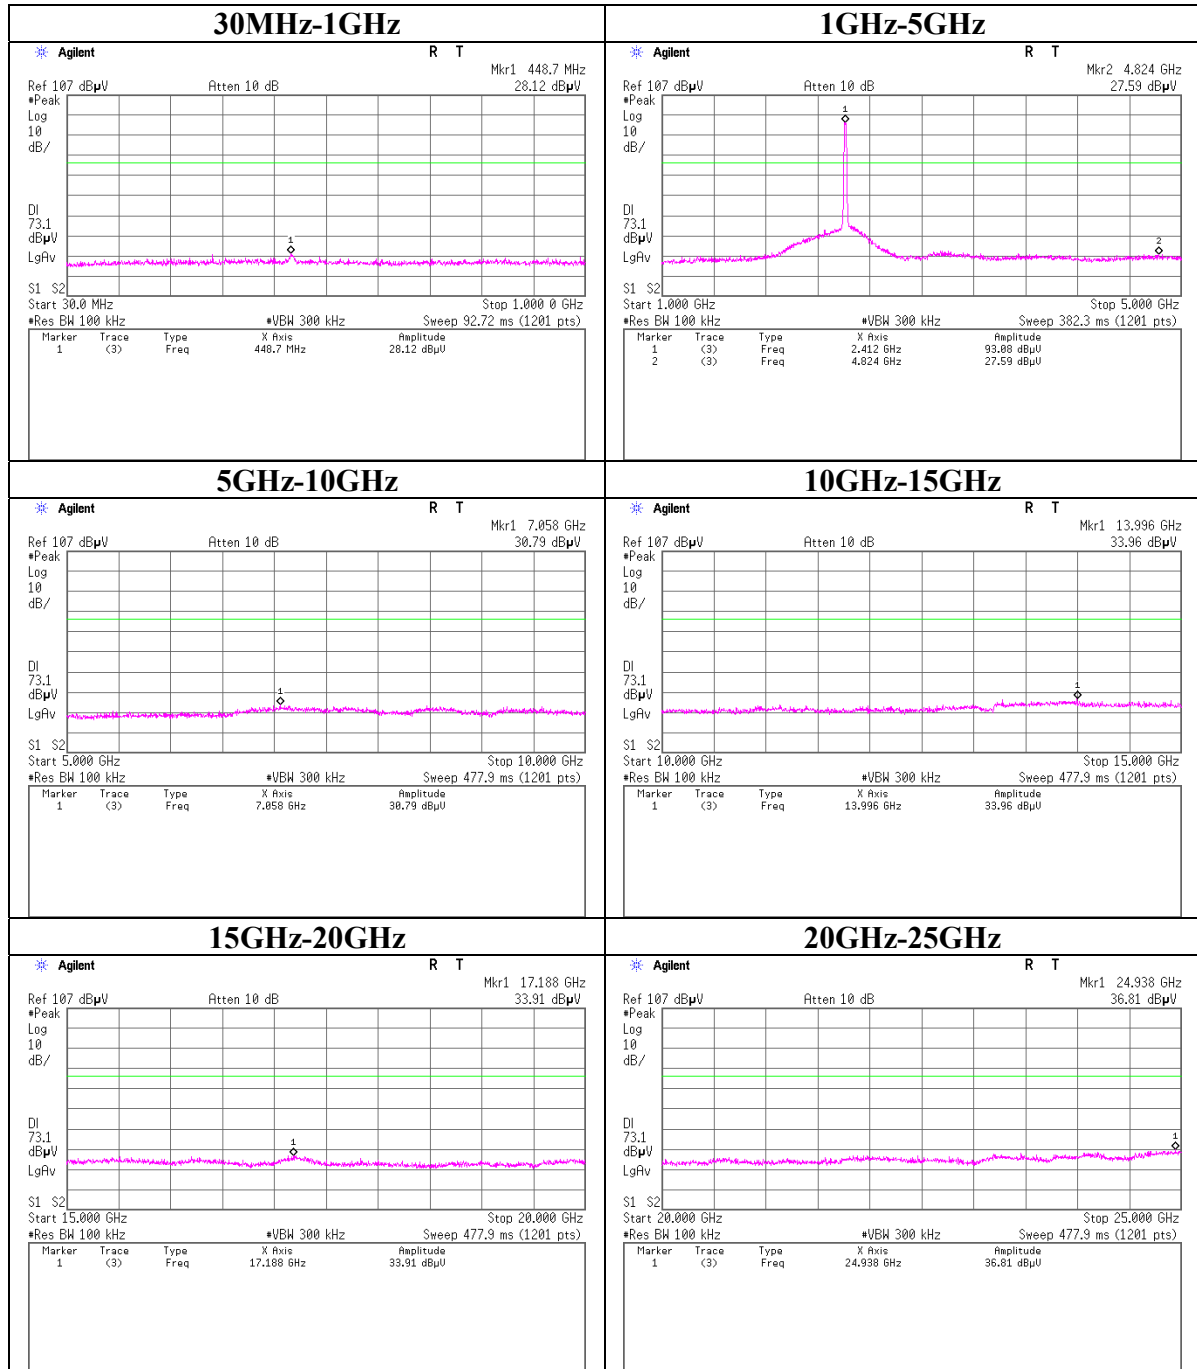 30MHz-1GHz
Agilent
R T
Mkr1 448.7 MHz
Ref 107 dBµV Atten 10 dB 28.12 dBµV
#Peak
Log
10
dB/
1
DI
73.1
dBµV
LgAv
S1 S2
Start 30.0 MHz Stop 1.000 0 GHz
#Res BW 100 kHz #VBW 300 kHz Sweep 92.72 ms (1201 pts)
Marker Trace Type X Axis Amplitude
1 (3) Freq 448.7 MHz 28.12 dBµV
1GHz-5GHz
Agilent
R T
Mkr2 4.824 GHz
Ref 107 dBµV Atten 10 dB 27.59 dBµV
#Peak
Log
10
dB/
1
DI
73.1
dBµV
2
LgAv
S1 S2
Start 1.000 GHz Stop 5.000 GHz
#Res BW 100 kHz #VBW 300 kHz Sweep 382.3 ms (1201 pts)
Marker Trace Type X Axis Amplitude
1 (3) Freq 2.412 GHz 93.08 dBµV
2 (3) Freq 4.824 GHz 27.59 dBµV
5GHz-10GHz
Agilent
R T
Mkr1 7.058 GHz
Ref 107 dBµV Atten 10 dB 30.79 dBµV
#Peak
Log
10
dB/
DI
73.1
dBµV
1
LgAv
S1 S2
Start 5.000 GHz Stop 10.000 GHz
#Res BW 100 kHz #VBW 300 kHz Sweep 477.9 ms (1201 pts)
Marker Trace Type X Axis Amplitude
1 (3) Freq 7.058 GHz 30.79 dBµV
10GHz-15GHz
Agilent
R T
Mkr1 13.996 GHz
Ref 107 dBµV Atten 10 dB 33.96 dBµV
#Peak
Log
10
dB/
DI
73.1
1
dBµV
LgAv
S1 S2
Start 10.000 GHz Stop 15.000 GHz
#Res BW 100 kHz #VBW 300 kHz Sweep 477.9 ms (1201 pts)
Marker Trace Type X Axis Amplitude
1 (3) Freq 13.996 GHz 33.96 dBµV
15GHz-20GHz
Agilent
R T
Mkr1 17.188 GHz
Ref 107 dBµV Atten 10 dB 33.91 dBµV
#Peak
Log
10
dB/
DI
73.1
1
dBµV
LgAv
S1 S2
Start 15.000 GHz Stop 20.000 GHz
#Res BW 100 kHz #VBW 300 kHz Sweep 477.9 ms (1201 pts)
Marker Trace Type X Axis Amplitude
1 (3) Freq 17.188 GHz 33.91 dBµV
20GHz-25GHz
Agilent
R T
Mkr1 24.938 GHz
Ref 107 dBµV Atten 10 dB 36.81 dBµV
#Peak
Log
10
dB/
DI
73.1
1
dBµV
LgAv
S1 S2
Start 20.000 GHz Stop 25.000 GHz
#Res BW 100 kHz #VBW 300 kHz Sweep 477.9 ms (1201 pts)
Marker Trace Type X Axis Amplitude
1 (3) Freq 24.938 GHz 36.81 dBµV